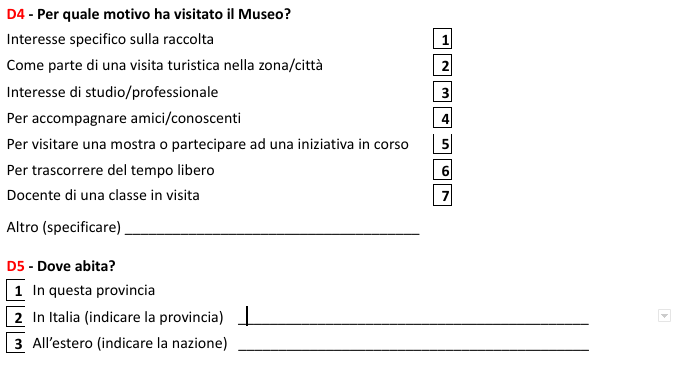 D4 - Per quale motivo ha visitato il Museo?
Interesse specifico sulla raccolta 1
Come parte di una visita turistica nella zona/città 2
Interesse di studio/professionale 3
Per accompagnare amici/conoscenti 4
Per visitare una mostra o partecipare ad una iniziativa in corso 5
Per trascorrere del tempo libero 6
Docente di una classe in visita 7
Altro (specificare) ____________________________________
D5 - Dove abita?
1 In questa provincia
2 In Italia (indicare la provincia) ___________________________________________
3 All’estero (indicare la nazione) ___________________________________________